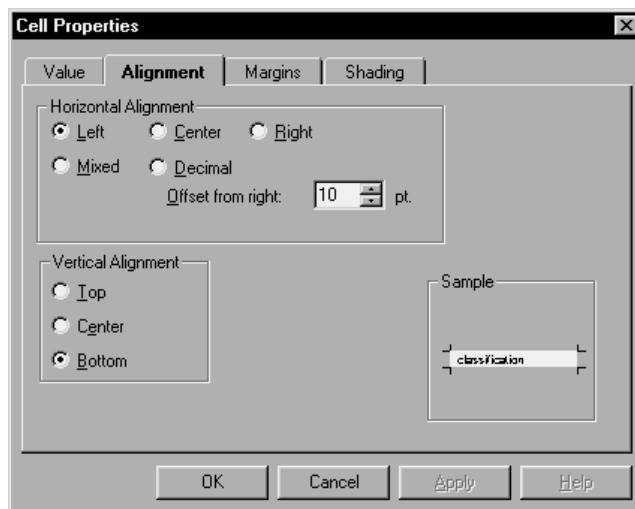 Cell Properties
Value Alignment Margins Shading
Horizontal Alignment
Left Center Right
Mixed Decimal
Offset from right: 10 pt.
Vertical Alignment
Top
Center
Bottom
Sample
classification
OK Cancel Apply Help